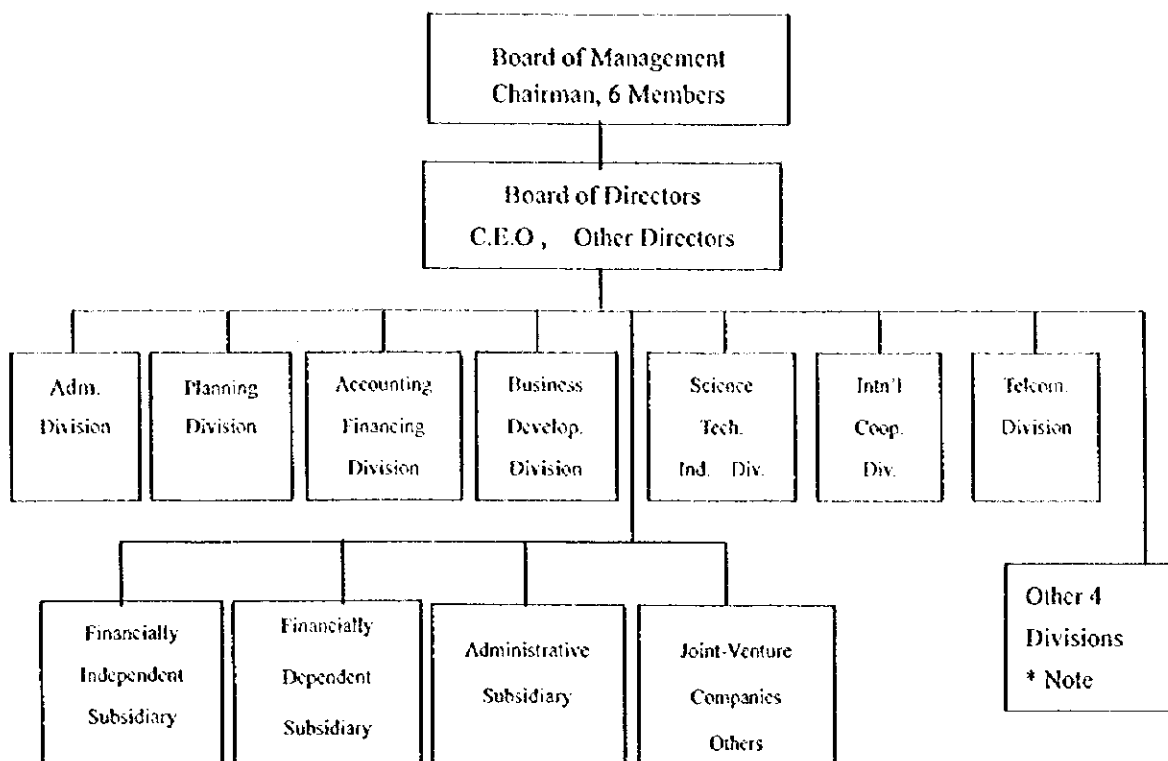 Board of Management
Chairman, 6 Members
Board of Directors
C.E.O , Other Directors
Adm.
Division
Planning
Division
Accounting
Financing
Division
Business
Develop.
Division
Science
Tech.
Ind. Div.
Intn'l
Coop.
Div.
Telcom.
Division
Financially
Independent
Subsidiary
Financially
Dependent
Subsidiary
Administrative
Subsidiary
Joint-Venture
Companies
Others
Other 4
Divisions
* Note